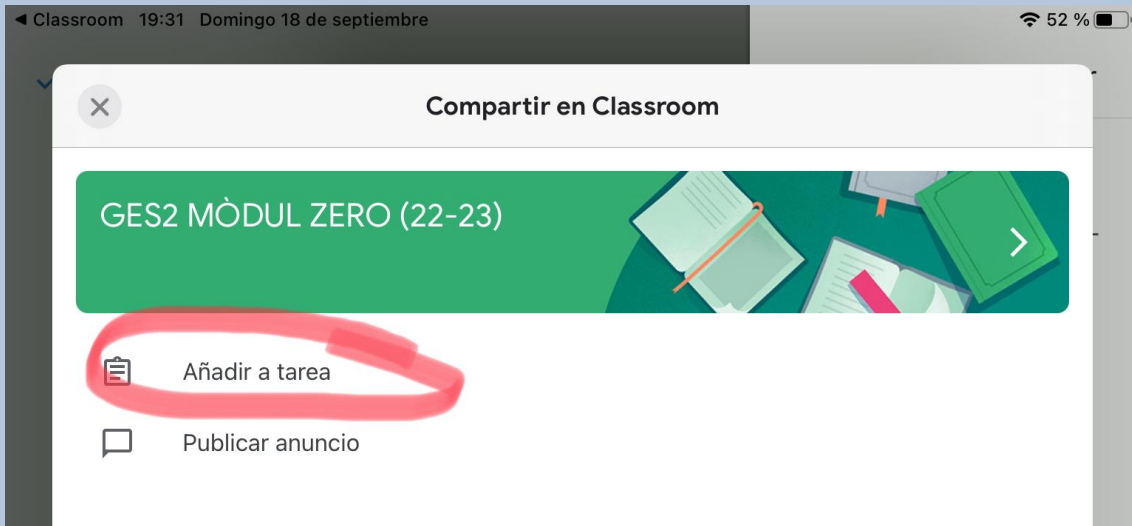 Classroom 19:31 Domingo 18 de septiembre 52 %
Compartir en Classroom
GES2 MÒDUL ZERO (22-23)
Añadir a tarea
Publicar anuncio